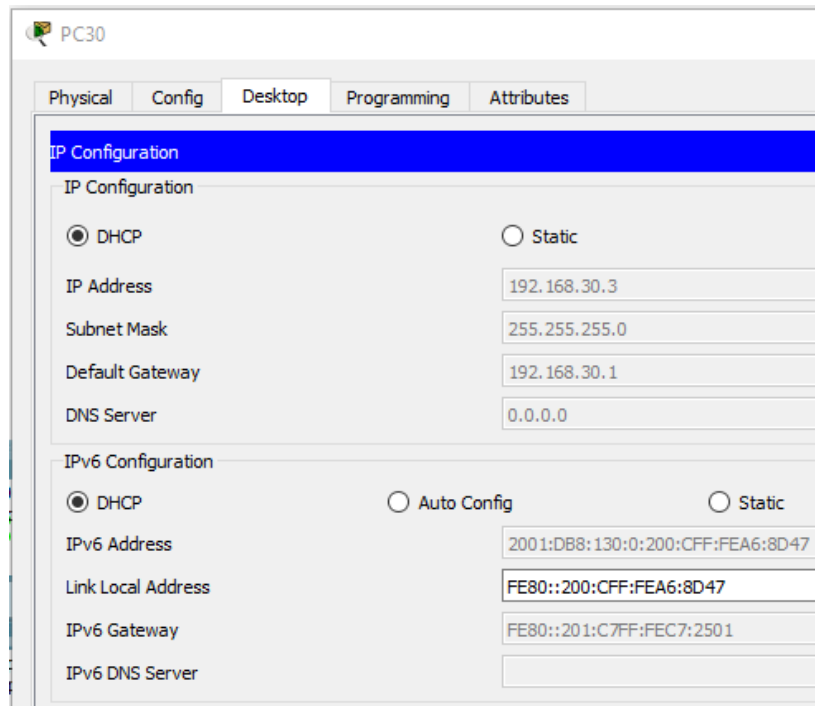 PC30
Physical Config Desktop Programming Attributes
IP Configuration
IP Configuration
DHCP Static
IP Address 192.168.30.3
Subnet Mask 255.255.255.0
Default Gateway 192.168.30.1
DNS Server 0.0.0.0
IPv6 Configuration
DHCP Auto Config Static
IPv6 Address 2001:DB8:130:0:200:CFF:FEA6:8D47
Link Local Address FE80::200:CFF:FEA6:8D47
IPv6 Gateway FE80::201:C7FF:FEC7:2501
IPv6 DNS Server